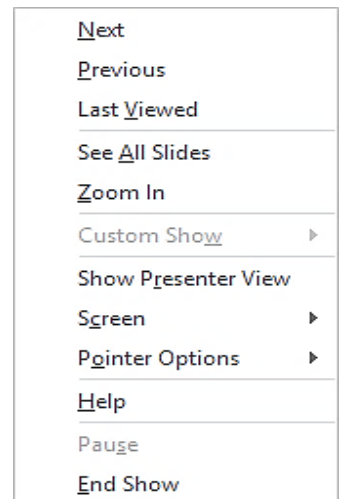 Next
Previous
Last Viewed
See All Slides
Zoom In
Custom Show
Show Presenter View
Screen
Pointer Options
Help
Pause
End Show